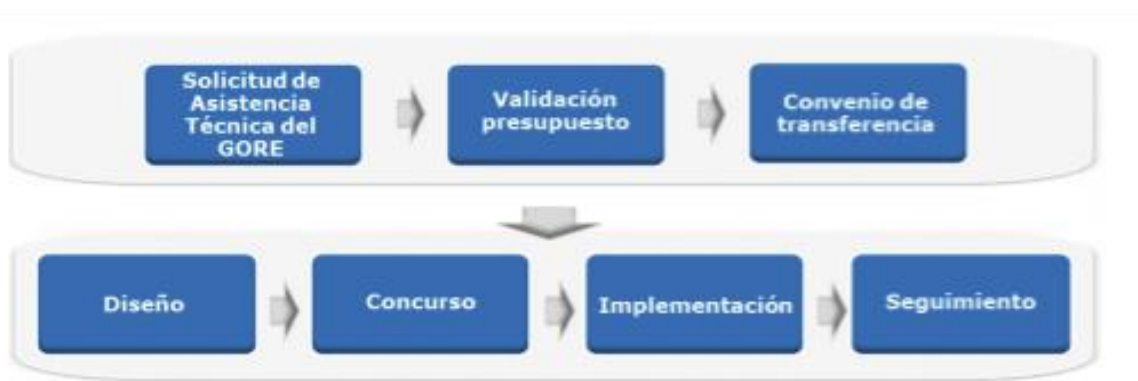 Solicitud de
Asistencia
Técnica del
GORE
Validación
presupuesto
Convenio de
transferencia
Diseño
Concurso
Implementación
Seguimiento